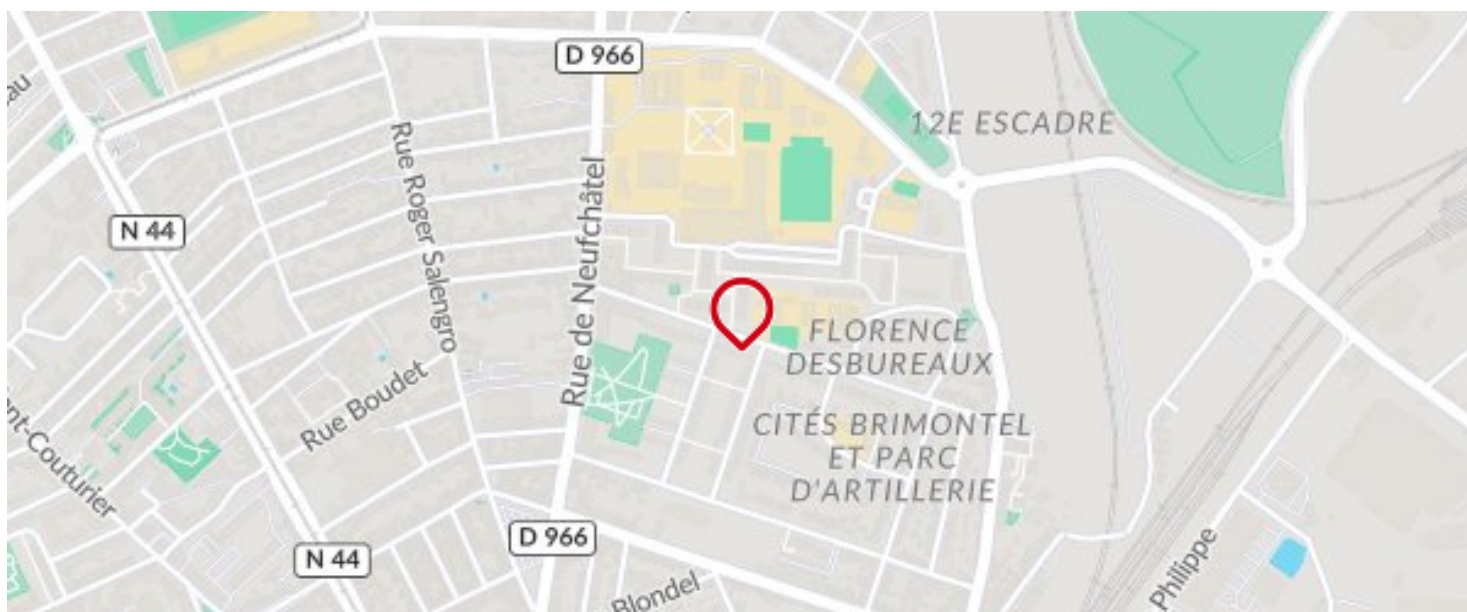 D 966
12E ESCADRE
Rue Roger Salengro
Rue de Neufchâtel
N 44
FLORENCE
DESBUREAUX
Rue Boudet
CITÉS BRIMONTEL
ET PARC
D'ARTILLERIE
nt-Couturier
D 966
N 44
Philippe
Blondel